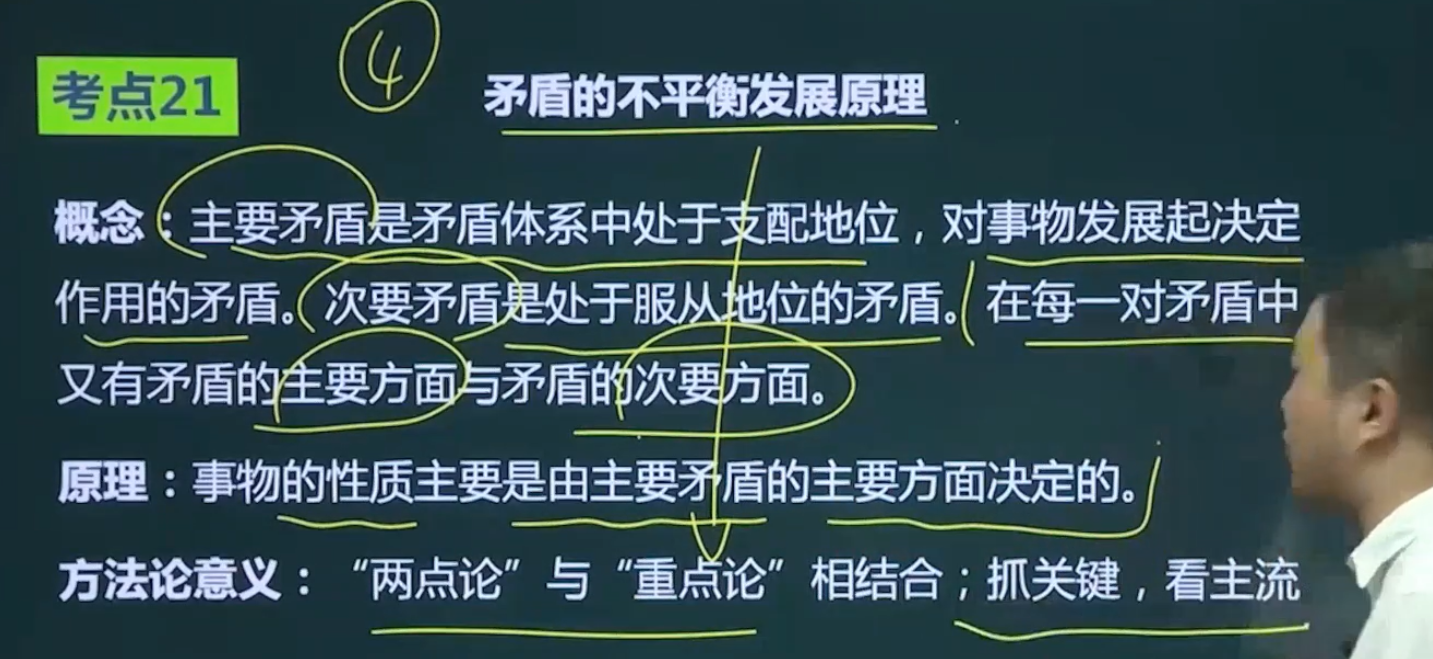 考点21
④
矛盾的不平衡发展原理
概念：主要矛盾是矛盾体系中处于支配地位，对事物发展起决定
作用的矛盾。次要矛盾是处于服从地位的矛盾。在每一对矛盾中
又有矛盾的主要方面与矛盾的次要方面。
原理：事物的性质主要是由主要矛盾的主要方面决定的。
方法论意义：“两点论”与“重点论”相结合；抓关键，看主流